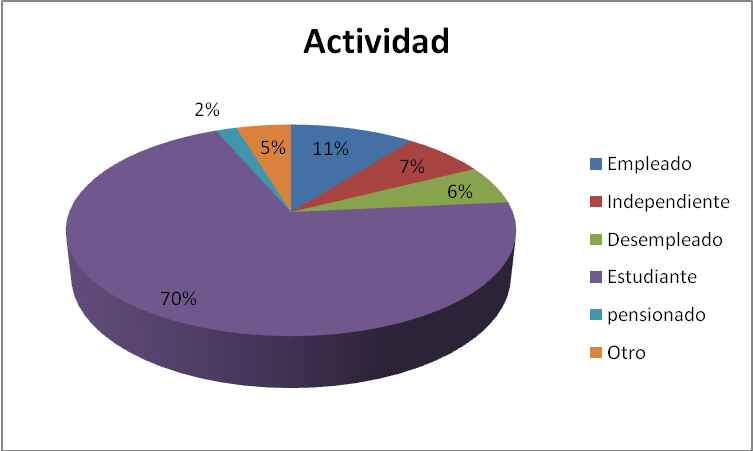 Actividad
2%
5%
11%
7%
6%
70%
Empleado
Independiente
Desempleado
Estudiante
pensionado
Otro